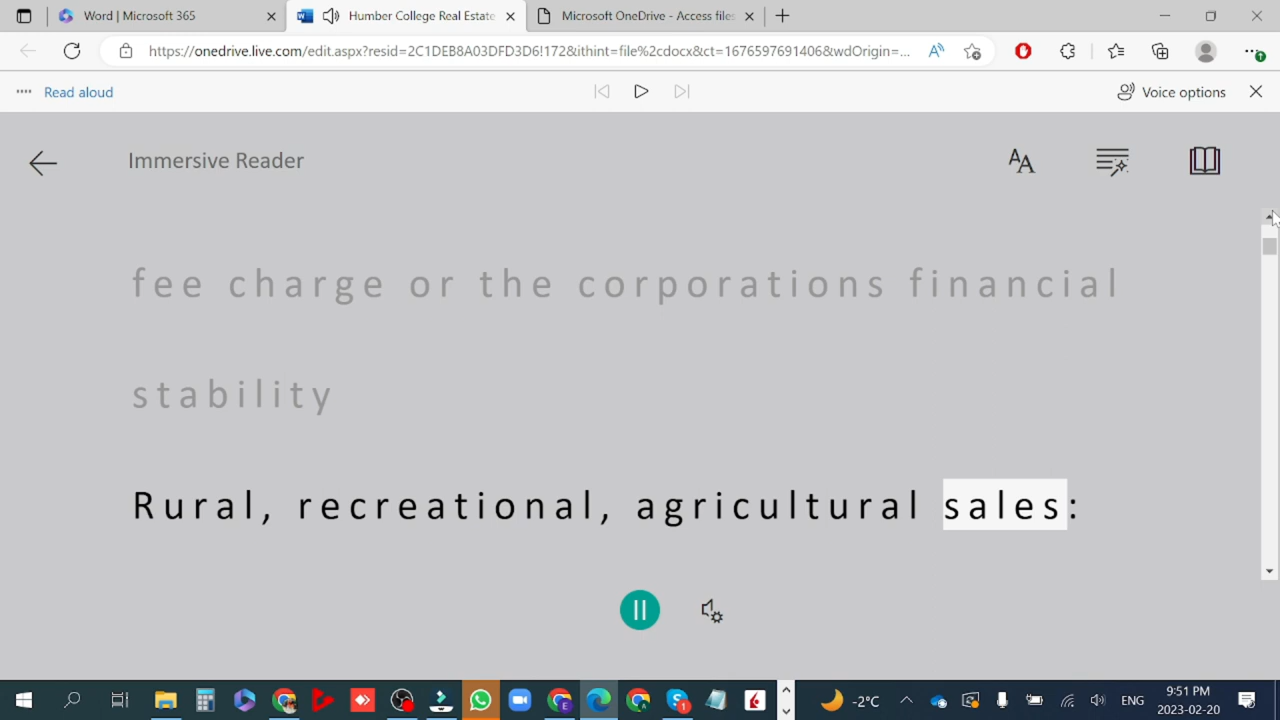 Word | Microsoft 365
Humber College Real Estate
Microsoft OneDrive - Access files
https://onedrive.live.com/edit.aspx?resid=2C1DEB8A03DFD3D6!172&ithint=file%2cdocx&ct=1676597691406&wdOrigin=...
Read aloud
Voice options
Immersive Reader
fee charge or the corporations financial
stability
Rural, recreational, agricultural sales:
-2°C
ENG
9:51 PM
2023-02-20